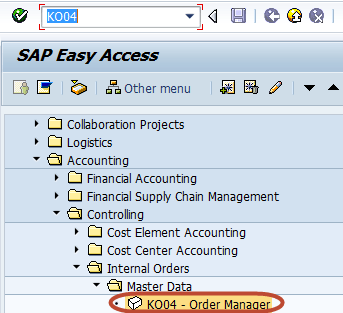 KO04
SAP Easy Access
Other menu
Collaboration Projects
Logistics
Accounting
Financial Accounting
Financial Supply Chain Management
Controlling
Cost Element Accounting
Cost Center Accounting
Internal Orders
Master Data
KO04 - Order Manager